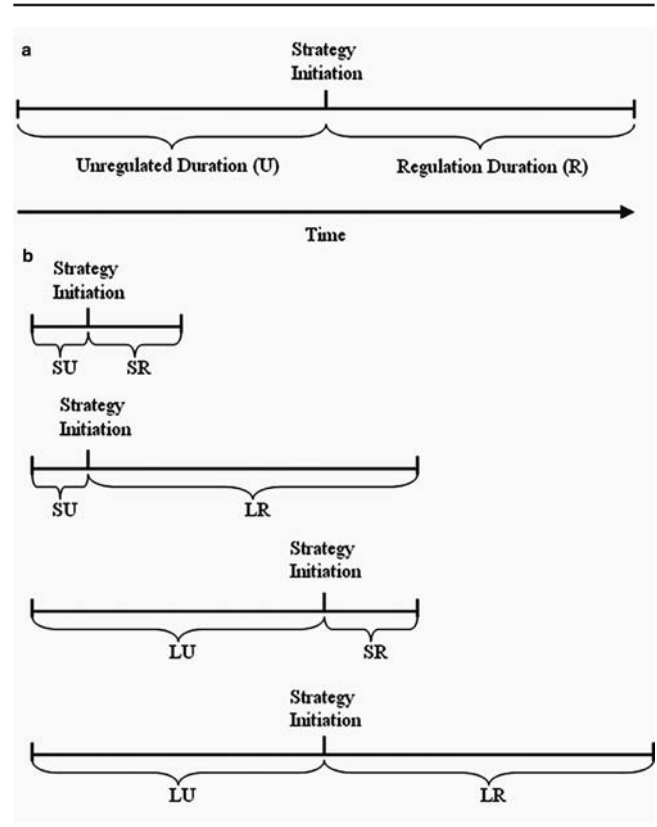 a
Strategy
Initiation
Unregulated Duration (U)
Regulation Duration (R)
Time
b
Strategy
Initiation
SU
SR
Strategy
Initiation
SU
LR
Strategy
Initiation
LU
SR
Strategy
Initiation
LU
LR